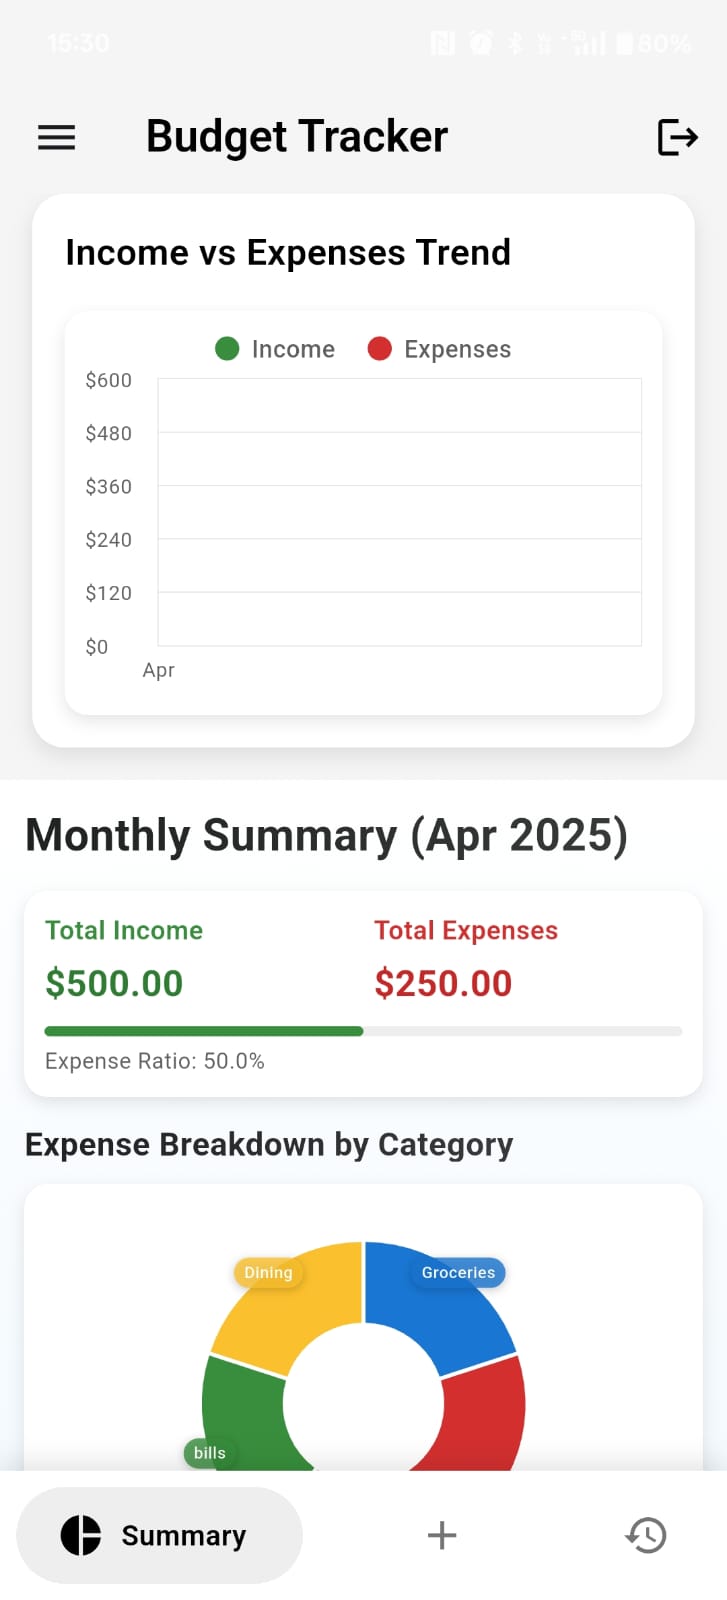 15:30
80%
Budget Tracker
Income vs Expenses Trend
Income
Expenses
$600
$480
$360
$240
$120
$0
Apr
Monthly Summary (Apr 2025)
Total Income
Total Expenses
$500.00
$250.00
Expense Ratio: 50.0%
Expense Breakdown by Category
Dining
Groceries
bills
Summary